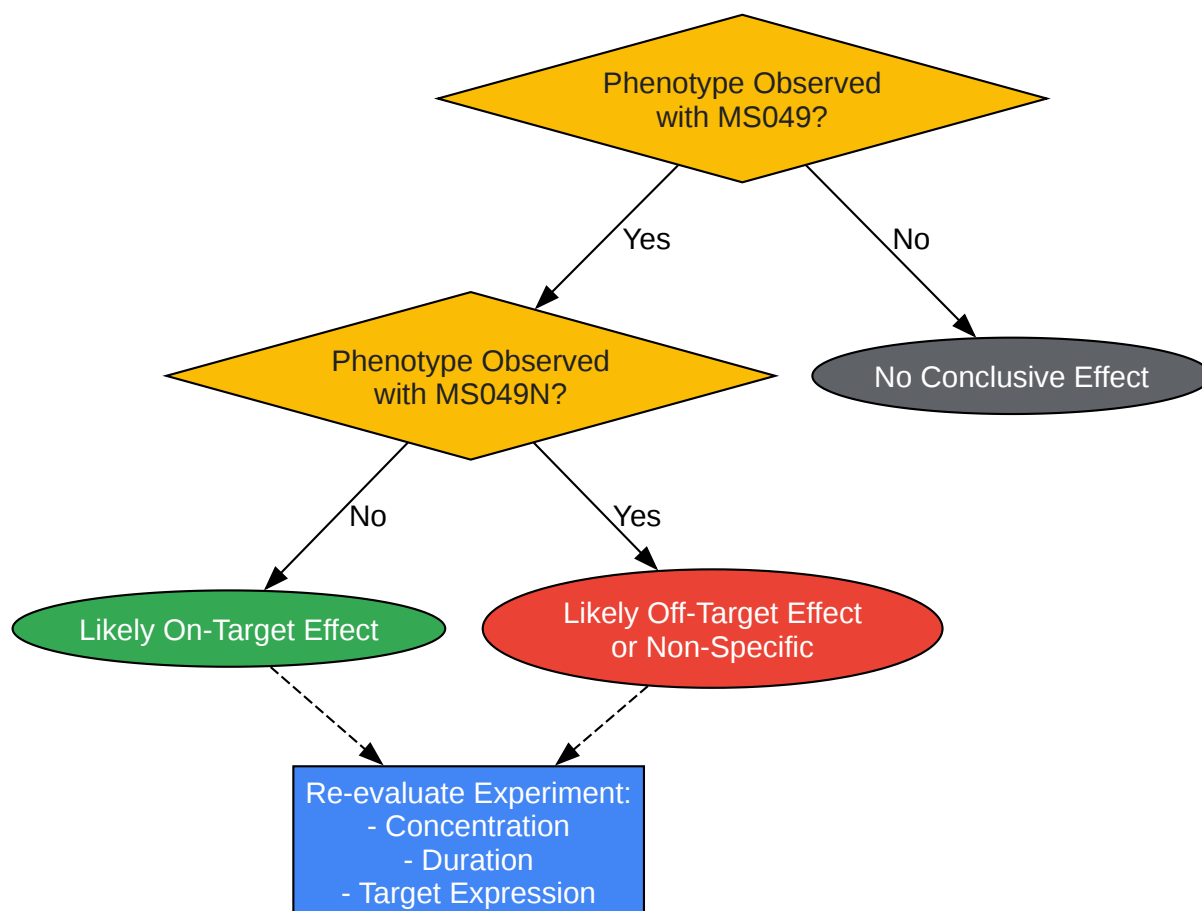 Phenotype Observed
with MS049?
Yes
No
Phenotype Observed
with MS049N?
No Conclusive Effect
No
Yes
Likely On-Target Effect
Likely Off-Target Effect
or Non-Specific
Re-evaluate Experiment:
- Concentration
- Duration
- Target Expression